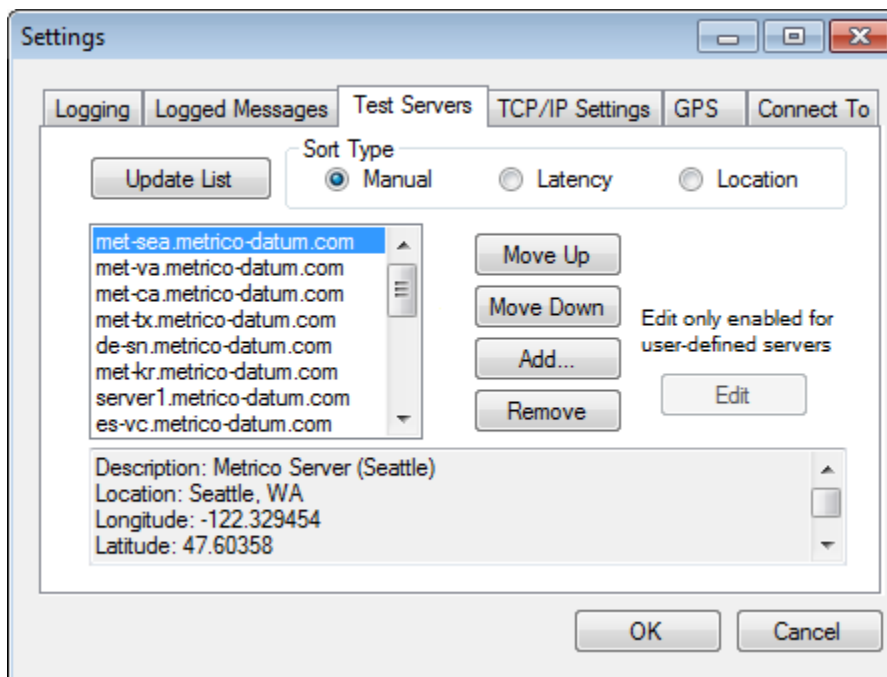 Settings
Logging Logged Messages Test Servers TCP/IP Settings GPS Connect To
Sort Type
Update List Manual Latency Location
met-sea.metrico-datum.com
met-va.metrico-datum.com
met-ca.metrico-datum.com
met-tx.metrico-datum.com
de-sn.metrico-datum.com
met-kr.metrico-datum.com
server1.metrico-datum.com
es-vc.metrico-datum.com
Move Up
Move Down
Add...
Remove
Edit only enabled for
user-defined servers
Edit
Description: Metrico Server (Seattle)
Location: Seattle, WA
Longitude: -122.329454
Latitude: 47.60358
OK Cancel